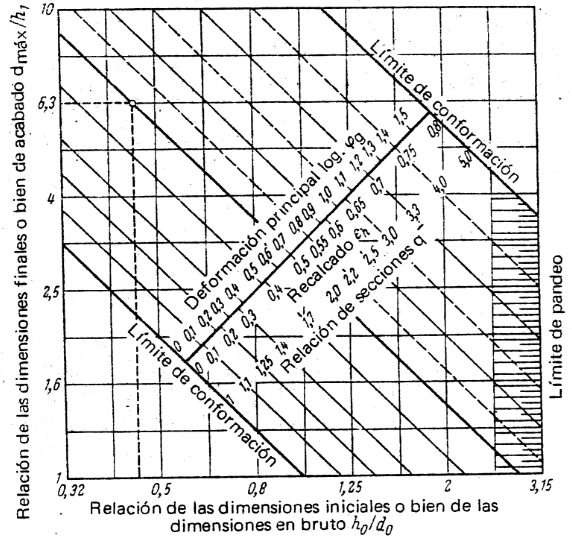 Relación de las dimensiones finales o bien de acabado dmáx/h1
10
6,3
4
2,5
1,6
1
0,32
0,5
0,8
1,25
2
3,15
Relación de las dimensiones iniciales o bien de las
dimensiones en bruto h0/d0
Límite de conformación
Deformación principal log. φg
0 0,1 0,2 0,3 0,4 0,5 0,6 0,7 0,8 0,9 1,0 1,1 1,2 1,3 1,4 1,5
0 0,1 0,2 0,3 0,4 0,5 0,55 0,6 0,65 0,7 0,75 0,8
Recalcado εh
1 1,1 1,25 1,4 1,7 2,0 2,2 2,5 3,0 3,3 4,0 5,0
Relación de secciones q
Límite de conformación
Límite de pandeo